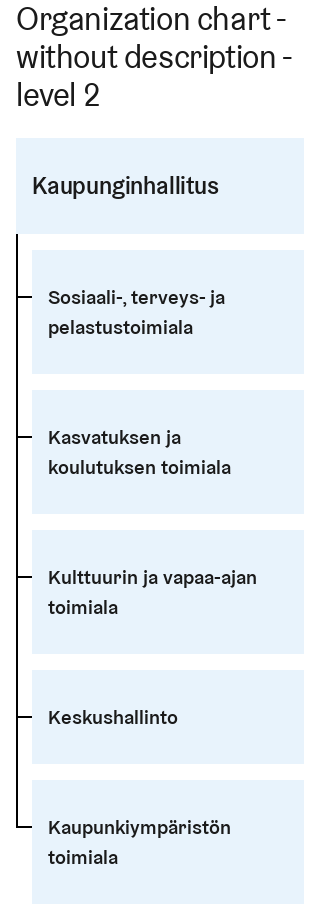 Organization chart -
without description -
level 2
Kaupunginhallitus
Sosiaali-, terveys- ja
pelastustoimiala
Kasvatuksen ja
koulutuksen toimiala
Kulttuurin ja vapaa-ajan
toimiala
Keskushallinto
Kaupunkiympäristön
toimiala